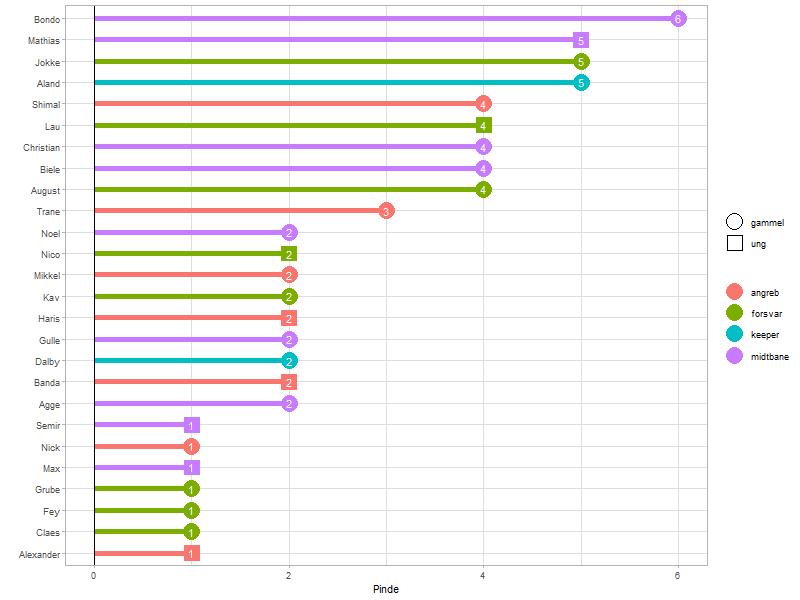 Bondo 6
Mathias 5
Jokke 5
Aland 5
Shimal 4
Lau 4
Christian 4
Biele 4
August 4
Trane 3
Noel 2
Nico 2
Mikkel 2
Kav 2
Haris 2
Gulle 2
Dalby 2
Banda 2
Agge 2
Semir 1
Nick 1
Max 1
Grube 1
Fey 1
Claes 1
Alexander 1
0 2 4 6
Pinde
gammel
ung
angreb
forsvar
keeper
midtbane